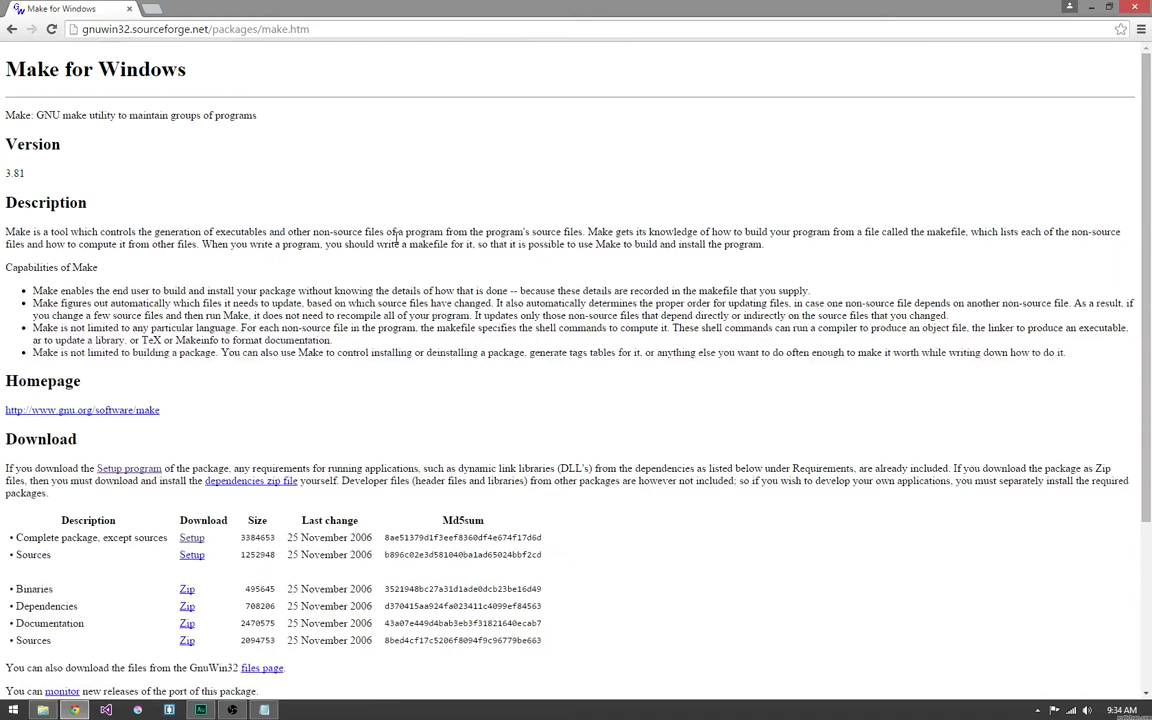 Make for Windows
gnuwin32.sourceforge.net/packages/make.htm
Make for Windows
Make: GNU make utility to maintain groups of programs
Version
3.81
Description
Make is a tool which controls the generation of executables and other non-source files of a program from the program's source files. Make gets its knowledge of how to build your program from a file called the makefile, which lists each of the non-source
files and how to compute it from other files. When you write a program, you should write a makefile for it, so that it is possible to use Make to build and install the program.
Capabilities of Make
• Make enables the end user to build and install your package without knowing the details of how that is done -- because these details are recorded in the makefile that you supply.
• Make figures out automatically which files it needs to update, based on which source files have changed. It also automatically determines the proper order for updating files, in case one non-source file depends on another non-source file. As a result, if
you change a few source files and then run Make, it does not need to recompile all of your program. It updates only those non-source files that depend directly or indirectly on the source files that you changed.
• Make is not limited to any particular language. For each non-source file in the program, the makefile specifies the shell commands to compute it. These shell commands can run a compiler to produce an object file, the linker to produce an executable,
ar to update a library, or TeX or Makeinfo to format documentation.
• Make is not limited to building a package. You can also use Make to control installing or deinstalling a package, generate tags tables for it, or anything else you want to do often enough to make it worth while writing down how to do it.
Homepage
http://www.gnu.org/software/make
Download
If you download the Setup program of the package, any requirements for running applications, such as dynamic link libraries (DLL's) from the dependencies as listed below under Requirements, are already included. If you download the package as Zip
files, then you must download and install the dependencies zip file yourself. Developer files (header files and libraries) from other packages are however not included; so if you wish to develop your own applications, you must separately install the required
packages.
Description Download Size Last change Md5sum
• Complete package, except sources Setup 3384653 25 November 2006 8ae51379d1f3eef8360df4e674f17d6d
• Sources Setup 1252948 25 November 2006 b896c02e3d581040ba1ad65024bbf2cd
• Binaries Zip 495645 25 November 2006 3521948bc27a31d1ade0dcb23be16d49
• Dependencies Zip 708206 25 November 2006 d370415aa924fa023411c4099ef84563
• Documentation Zip 2470575 25 November 2006 43a07e449d4bab3eb3f31821640ecab7
• Sources Zip 2094753 25 November 2006 8bed4cf17c5206f8094f9c96779be663
You can also download the files from the GnuWin32 files page.
You can monitor new releases of the port of this package.
9:34 AM